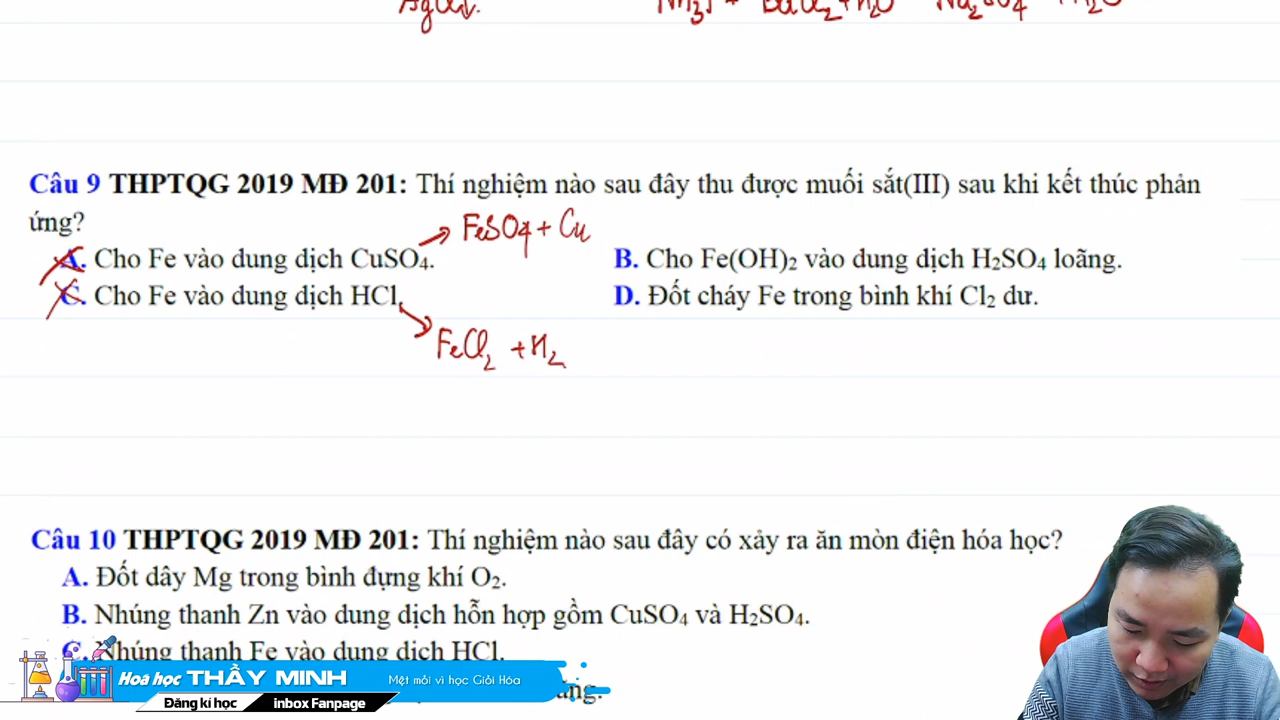 AgCl↓.
Câu 9 THPTQG 2019 MĐ 201: Thí nghiệm nào sau đây thu được muối sắt(III) sau khi kết thúc phản
ứng?
FeSO4 + Cu
A. Cho Fe vào dung dịch CuSO₄.
B. Cho Fe(OH)₂ vào dung dịch H₂SO₄ loãng.
C. Cho Fe vào dung dịch HCl.
D. Đốt cháy Fe trong bình khí Cl₂ dư.
FeCl₂ + H₂
Câu 10 THPTQG 2019 MĐ 201: Thí nghiệm nào sau đây có xảy ra ăn mòn điện hóa học?
A. Đốt dây Mg trong bình đựng khí O₂.
B. Nhúng thanh Zn vào dung dịch hỗn hợp gồm CuSO₄ và H₂SO₄.
C. Nhúng thanh Fe vào dung dịch HCl.
Hoá học THẦY MINH
Mệt mỏi vì học Giỏi Hóa
Đăng kí học
inbox Fanpage